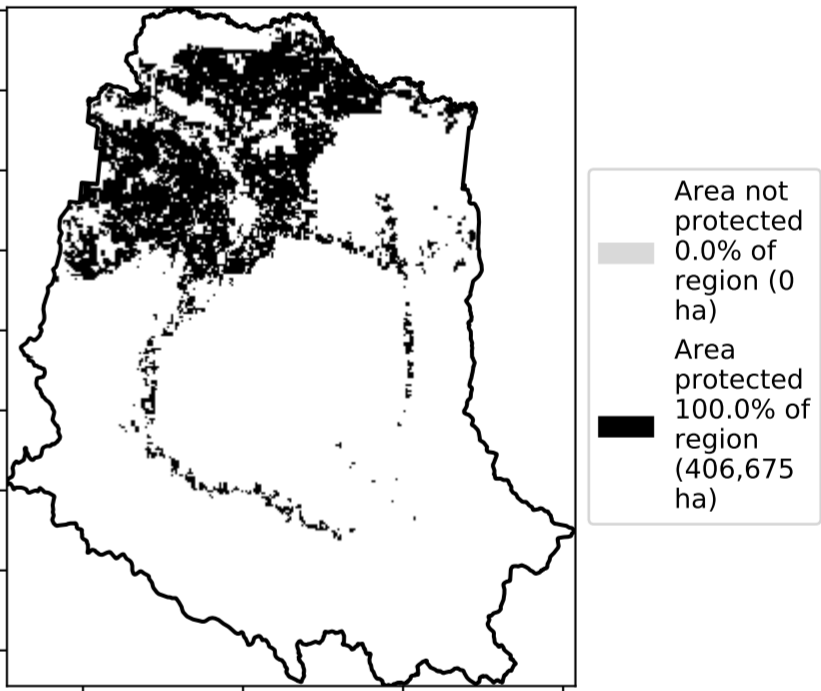 Area not
protected
0.0% of
region (0
ha)
Area
protected
100.0% of
region
(406,675
ha)